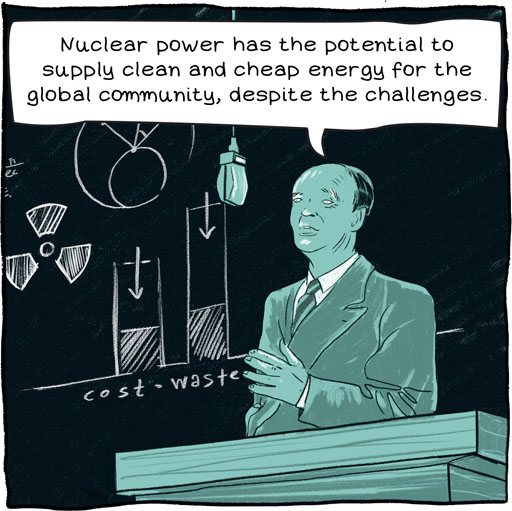 Nuclear power has the potential to
supply clean and cheap energy for the
global community, despite the challenges.
cost - waste